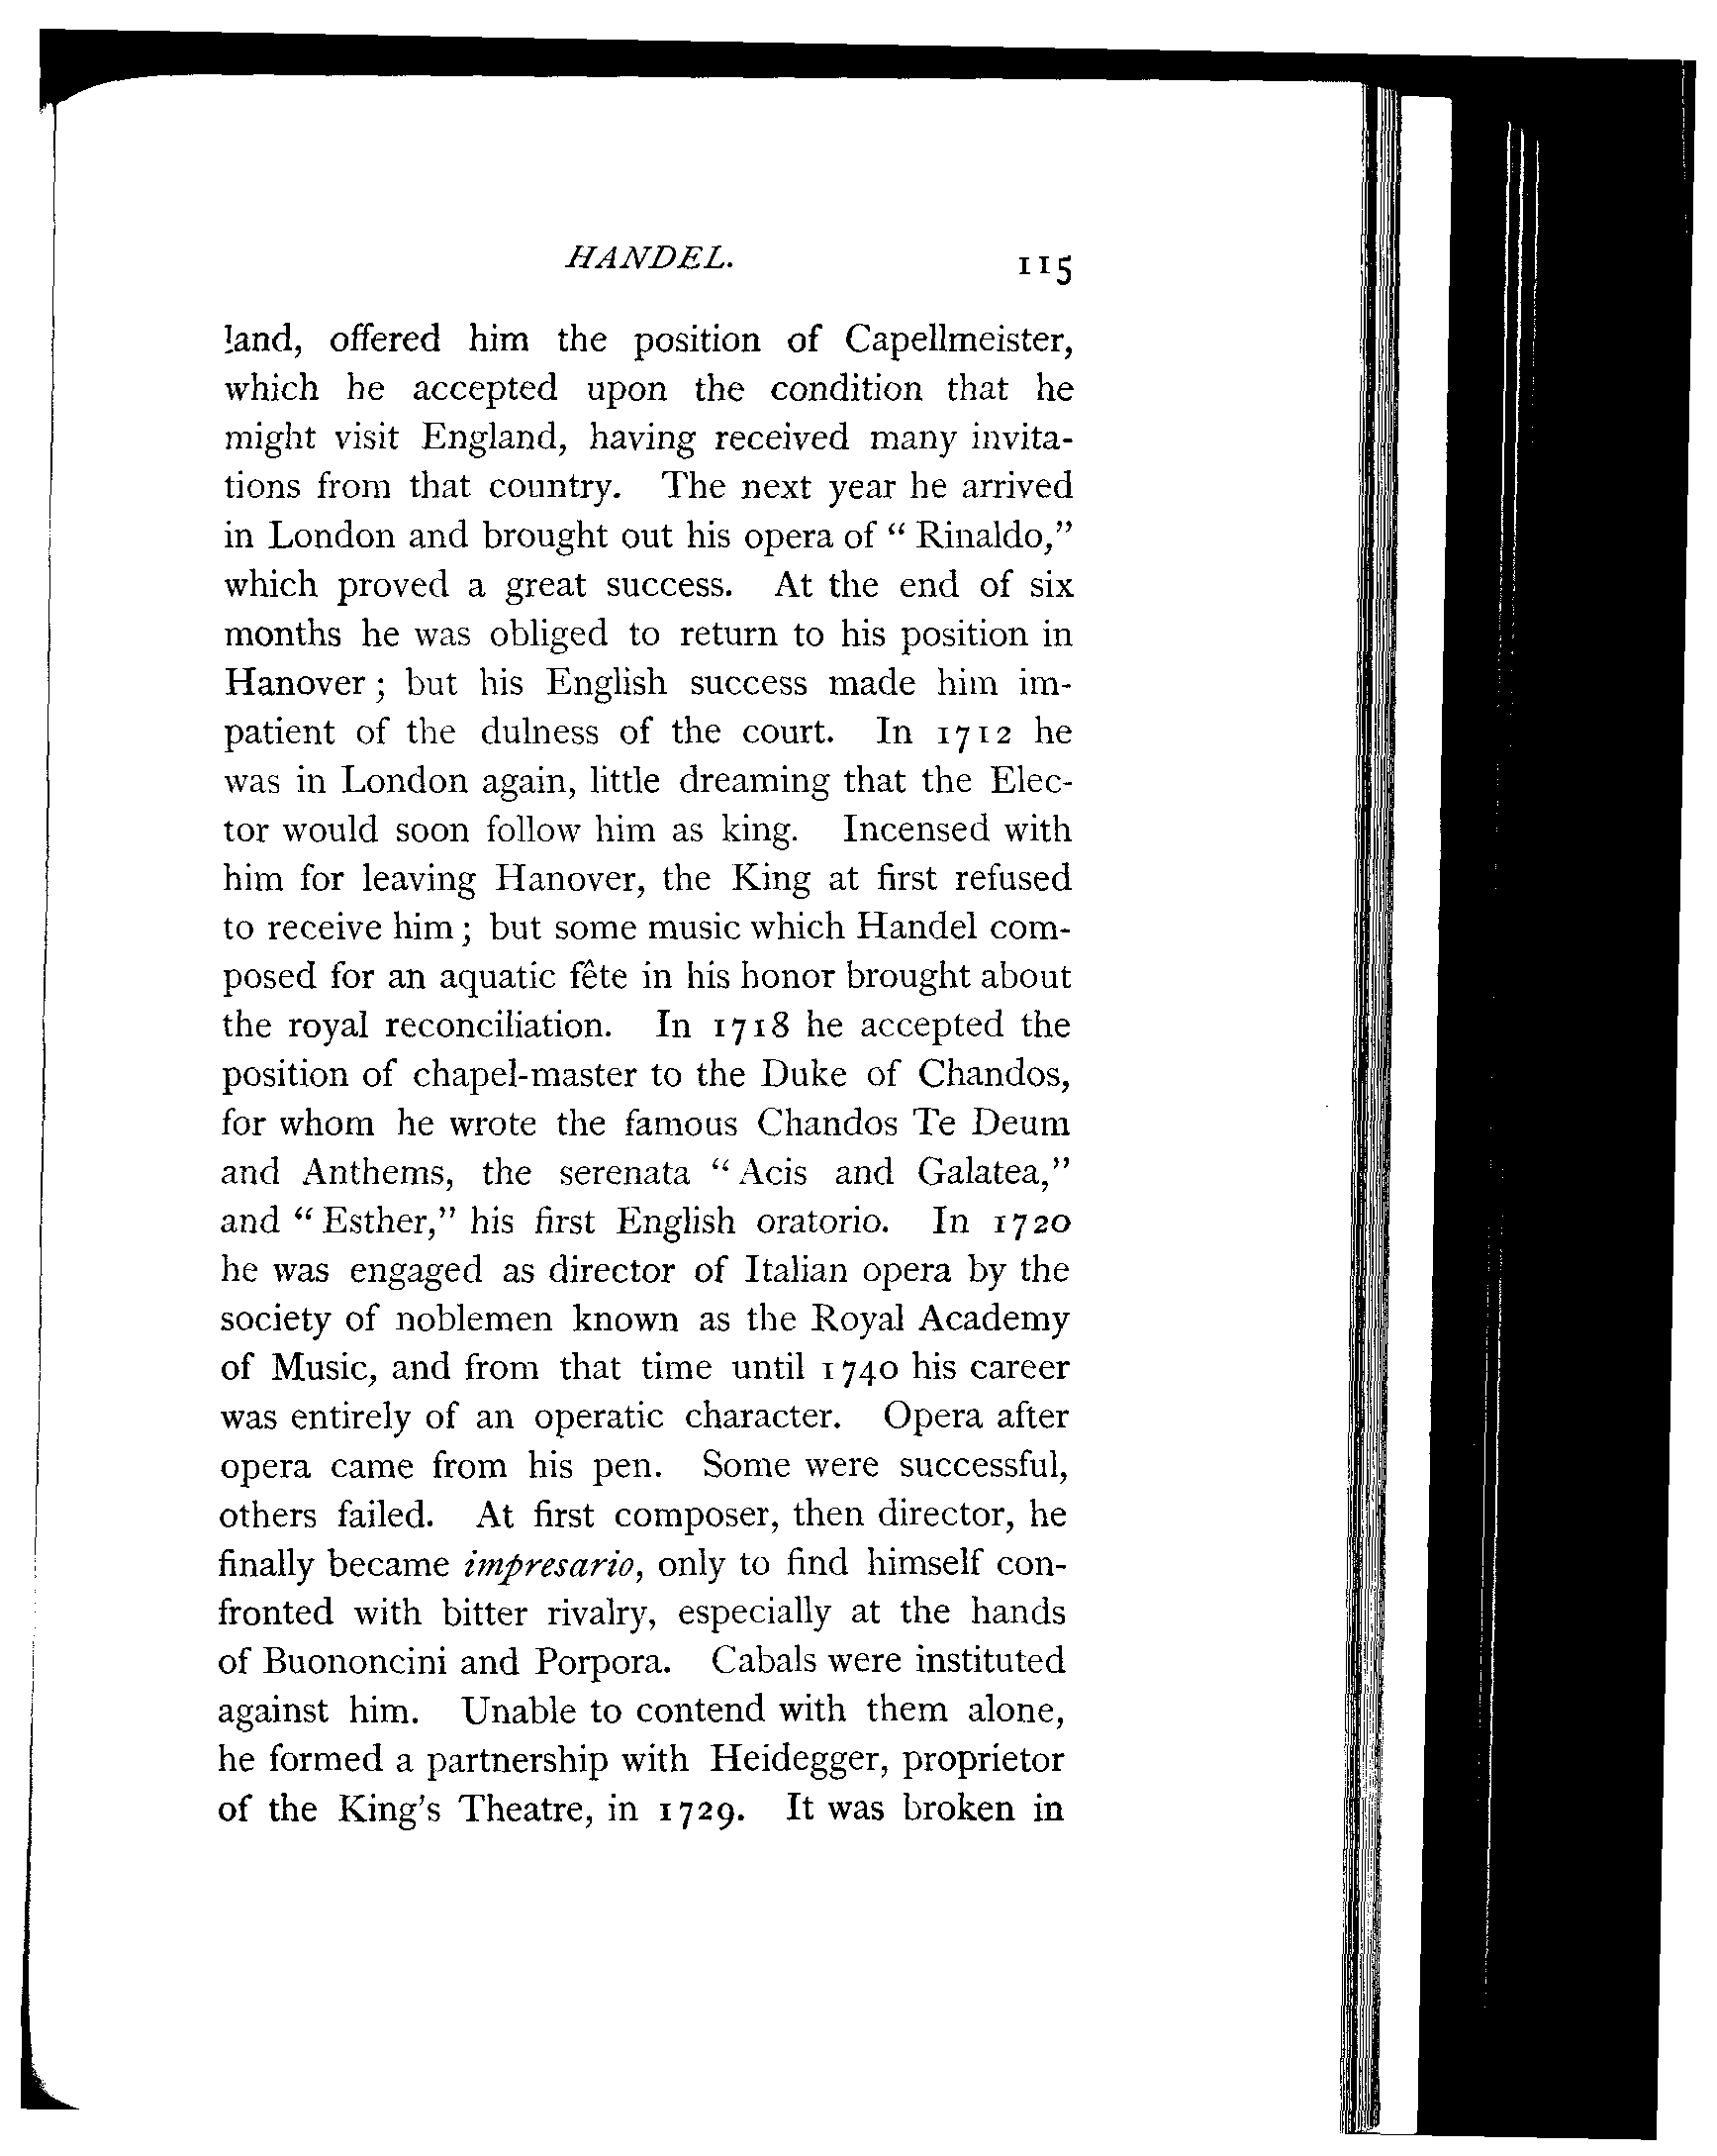 HANDEL. 115
land, offered him the position of Capellmeister,
which he accepted upon the condition that he
might visit England, having received many invita-
tions from that country. The next year he arrived
in London and brought out his opera of “ Rinaldo,”
which proved a great success. At the end of six
months he was obliged to return to his position in
Hanover ; but his English success made him im-
patient of the dulness of the court. In 1712 he
was in London again, little dreaming that the Elec-
tor would soon follow him as king. Incensed with
him for leaving Hanover, the King at first refused
to receive him ; but some music which Handel com-
posed for an aquatic fête in his honor brought about
the royal reconciliation. In 1718 he accepted the
position of chapel-master to the Duke of Chandos,
for whom he wrote the famous Chandos Te Deum
and Anthems, the serenata “ Acis and Galatea,”
and “ Esther,” his first English oratorio. In 1720
he was engaged as director of Italian opera by the
society of noblemen known as the Royal Academy
of Music, and from that time until 1740 his career
was entirely of an operatic character. Opera after
opera came from his pen. Some were successful,
others failed. At first composer, then director, he
finally became impresario, only to find himself con-
fronted with bitter rivalry, especially at the hands
of Buononcini and Porpora. Cabals were instituted
against him. Unable to contend with them alone,
he formed a partnership with Heidegger, proprietor
of the King's Theatre, in 1729. It was broken in